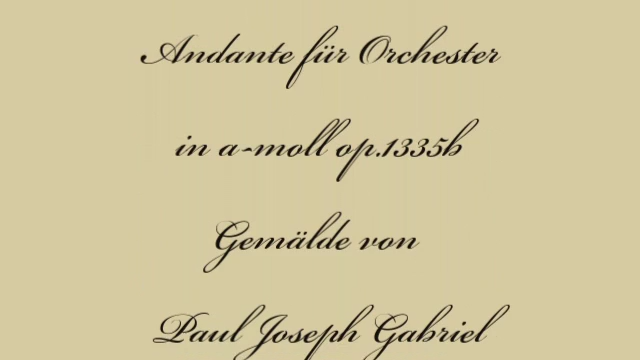 Andante für Orchester
in a-moll op.1335b
Gemälde von
Paul Joseph Gabriel